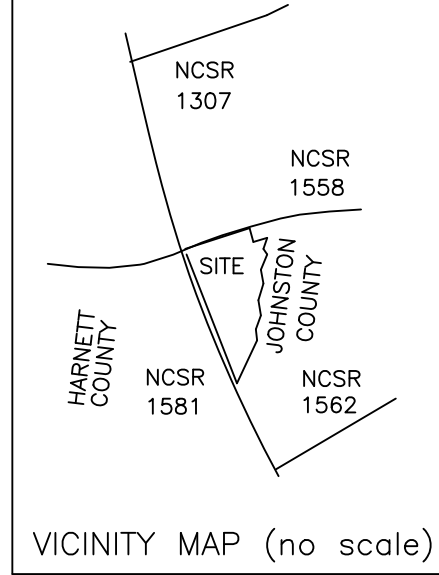 NCSR
1307
NCSR
1558
SITE
JOHNSTON
COUNTY
HARNETT
COUNTY
NCSR
1581
NCSR
1562
VICINITY MAP (no scale)